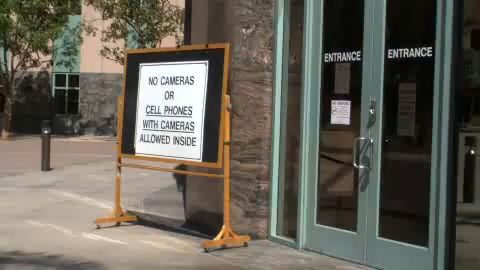 NO CAMERAS
OR
CELL PHONES
WITH CAMERAS
ALLOWED INSIDE
ENTRANCE
ENTRANCE